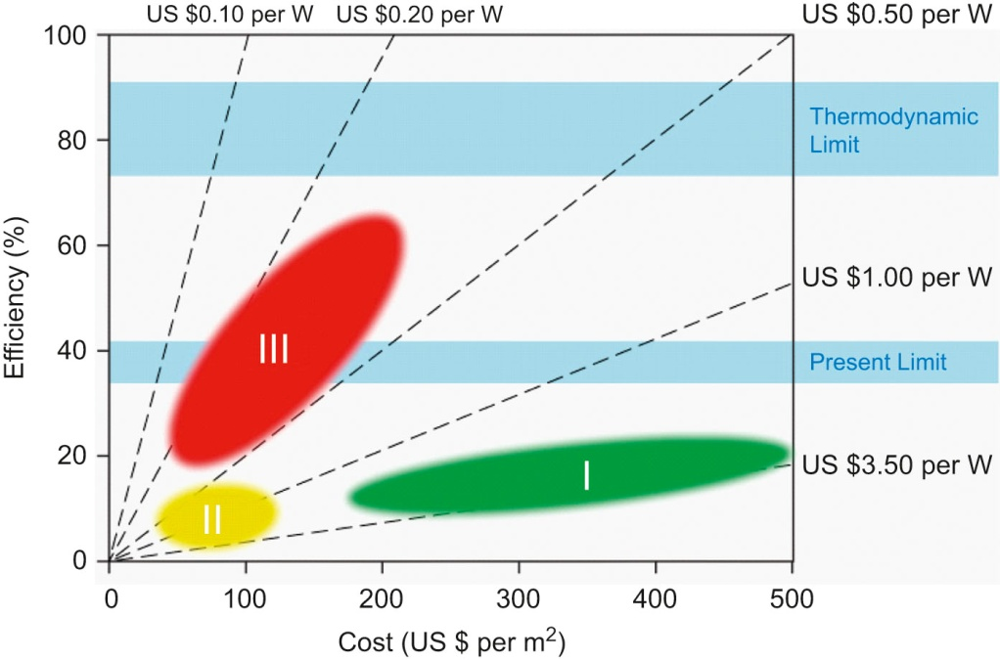 US $0.10 per W
US $0.20 per W
US $0.50 per W
100
Thermodynamic
Limit
80
60
Efficiency (%)
US $1.00 per W
III
40
Present Limit
20
I
US $3.50 per W
II
0
0
100
200
300
400
500
Cost (US $ per m²)